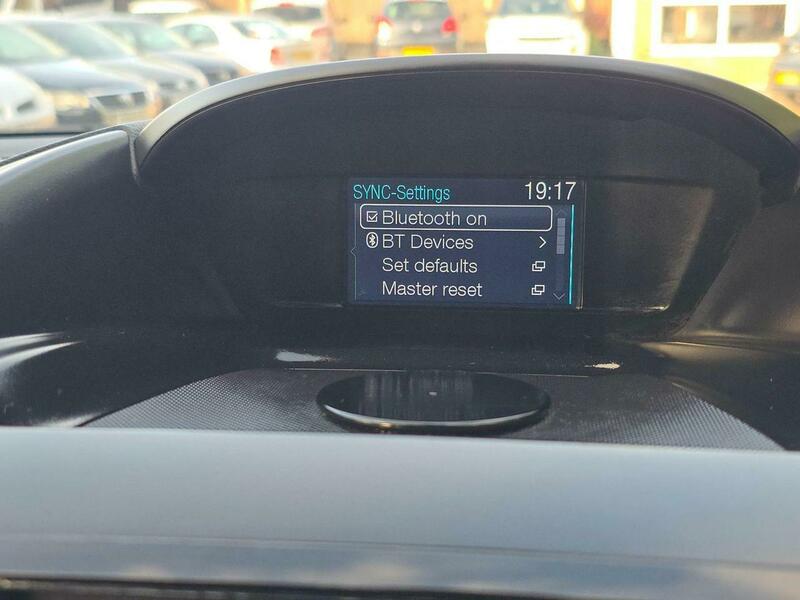 SYNC-Settings 19:17
Bluetooth on
BT Devices
Set defaults
Master reset